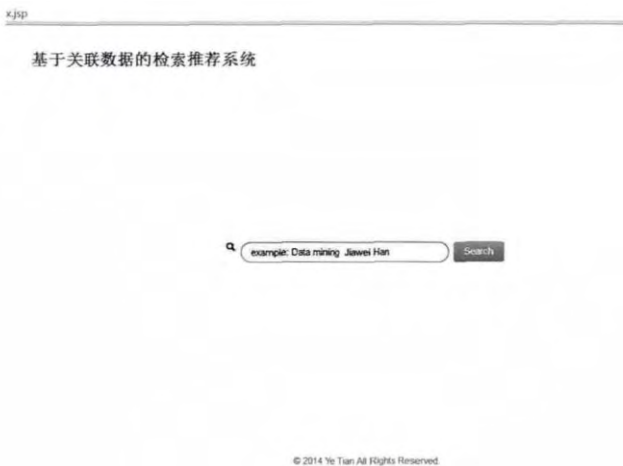 x.jsp
基于关联数据的检索推荐系统
example: Data mining Jiawei Han
Search
© 2014 Ye Tian All Rights Reserved.